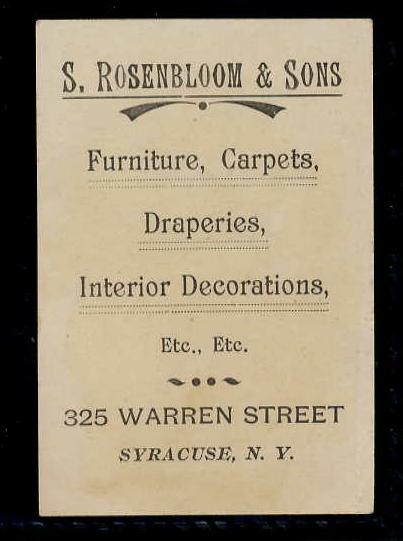 S. ROSENBLOOM & SONS
Furniture, Carpets,
Draperies,
Interior Decorations,
Etc., Etc.
325 WARREN STREET
SYRACUSE, N. Y.